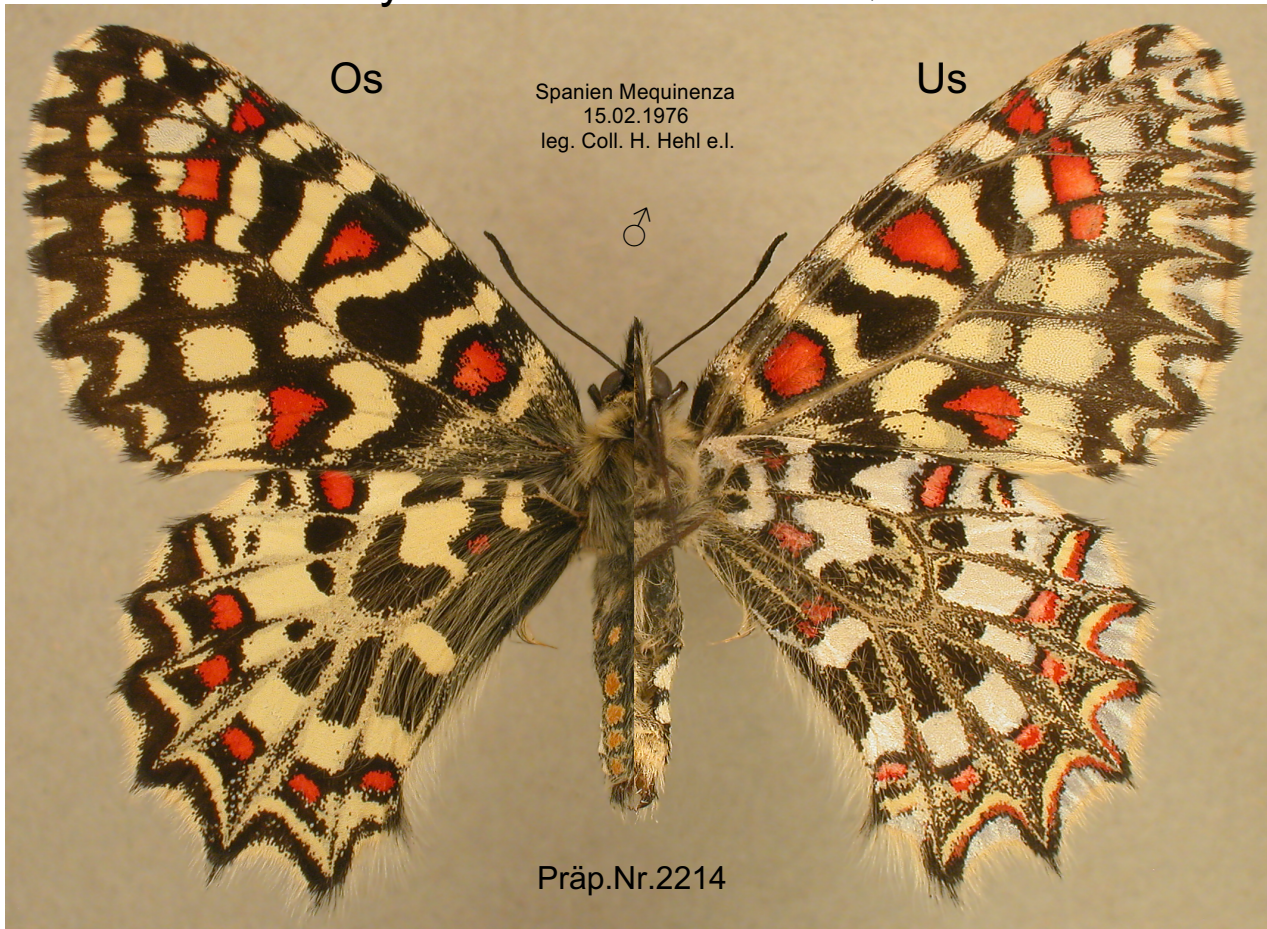 Os
Us
Spanien Mequinenza
15.02.1976
leg. Coll. H. Hehl e.l.
♂
Präp.Nr.2214